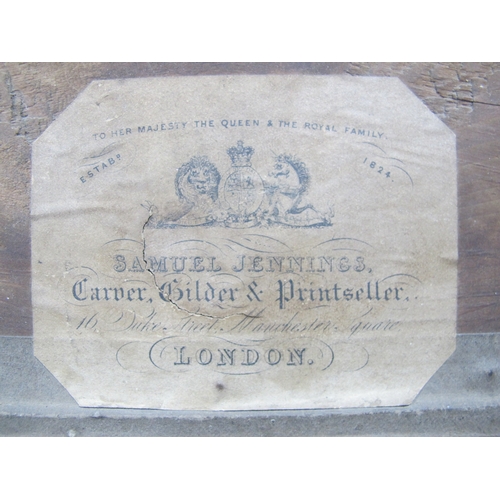 TO HER MAJESTY THE QUEEN & THE ROYAL FAMILY.
ESTABD. 1824.
SAMUEL JENNINGS,
Carver, Gilder & Printseller,
16, Duke Street, Manchester Square
LONDON.